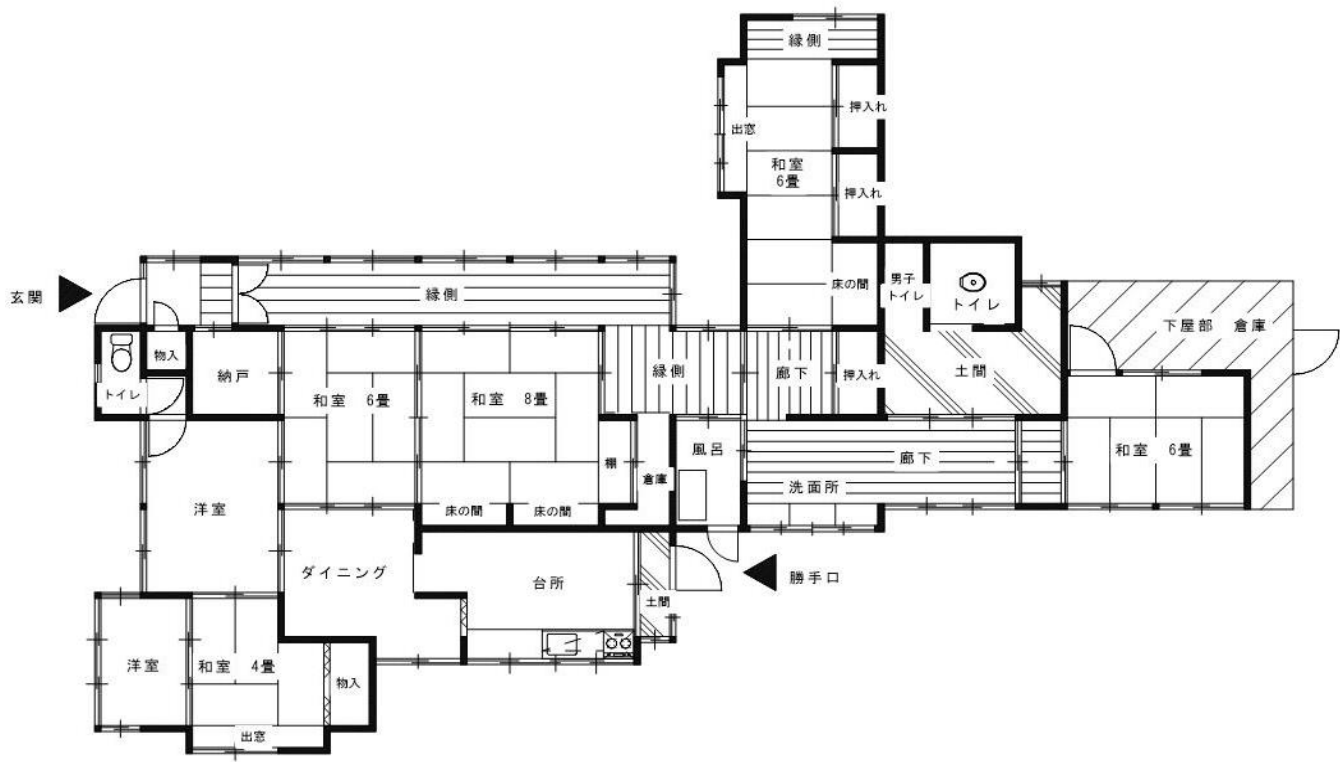 縁側
押入れ
出窓
和室
6畳
押入れ
床の間
男子
トイレ
トイレ
玄関
縁側
下屋部 倉庫
物入
納戸
縁側
廊下
押入れ
土間
トイレ
和室 6畳
和室 8畳
風呂
廊下
和室 6畳
棚
倉庫
洗面所
洋室
床の間
床の間
ダイニング
台所
勝手口
土間
洋室
和室 4畳
物入
出窓